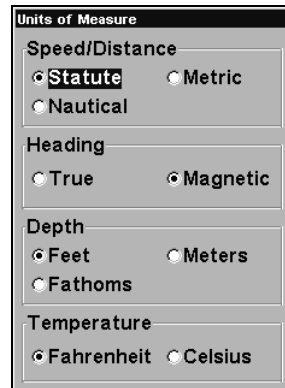 Units of Measure
Speed/Distance
Statute Metric
Nautical
Heading
True Magnetic
Depth
Feet Meters
Fathoms
Temperature
Fahrenheit Celsius